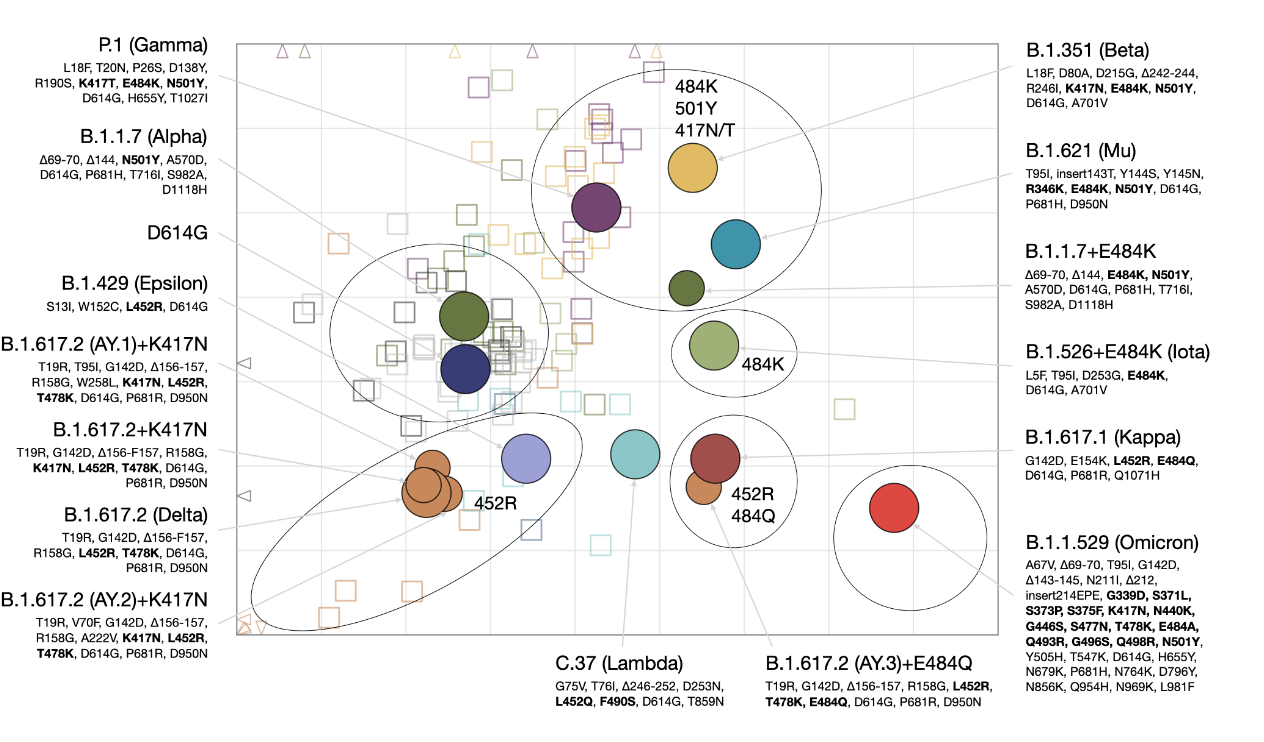 P.1 (Gamma)
L18F, T20N, P26S, D138Y,
R190S, K417T, E484K, N501Y,
D614G, H655Y, T1027I
B.1.1.7 (Alpha)
Δ69-70, Δ144, N501Y, A570D,
D614G, P681H, T716I, S982A,
D1118H
D614G
B.1.429 (Epsilon)
S13I, W152C, L452R, D614G
B.1.617.2 (AY.1)+K417N
T19R, T95I, G142D, Δ156-157,
R158G, W258L, K417N, L452R,
T478K, D614G, P681R, D950N
B.1.617.2+K417N
T19R, G142D, Δ156-F157, R158G,
K417N, L452R, T478K, D614G,
P681R, D950N
B.1.617.2 (Delta)
T19R, G142D, Δ156-F157,
R158G, L452R, T478K, D614G,
P681R, D950N
B.1.617.2 (AY.2)+K417N
T19R, V70F, G142D, Δ156-157,
R158G, A222V, K417N, L452R,
T478K, D614G, P681R, D950N
484K
501Y
417N/T
484K
452R
452R
484Q
C.37 (Lambda)
G75V, T76I, Δ246-252, D253N,
L452Q, F490S, D614G, T859N
B.1.617.2 (AY.3)+E484Q
T19R, G142D, Δ156-157, R158G, L452R,
T478K, E484Q, D614G, P681R, D950N
B.1.351 (Beta)
L18F, D80A, D215G, Δ242-244,
R246I, K417N, E484K, N501Y,
D614G, A701V
B.1.621 (Mu)
T95I, insert143T, Y144S, Y145N,
R346K, E484K, N501Y, D614G,
P681H, D950N
B.1.1.7+E484K
Δ69-70, Δ144, E484K, N501Y,
A570D, D614G, P681H, T716I,
S982A, D1118H
B.1.526+E484K (Iota)
L5F, T95I, D253G, E484K,
D614G, A701V
B.1.617.1 (Kappa)
G142D, E154K, L452R, E484Q,
D614G, P681R, Q1071H
B.1.1.529 (Omicron)
A67V, Δ69-70, T95I, G142D,
Δ143-145, N211I, Δ212,
insert214EPE, G339D, S371L,
S373P, S375F, K417N, N440K,
G446S, S477N, T478K, E484A,
Q493R, G496S, Q498R, N501Y,
Y505H, T547K, D614G, H655Y,
N679K, P681H, N764K, D796Y,
N856K, Q954H, N969K, L981F